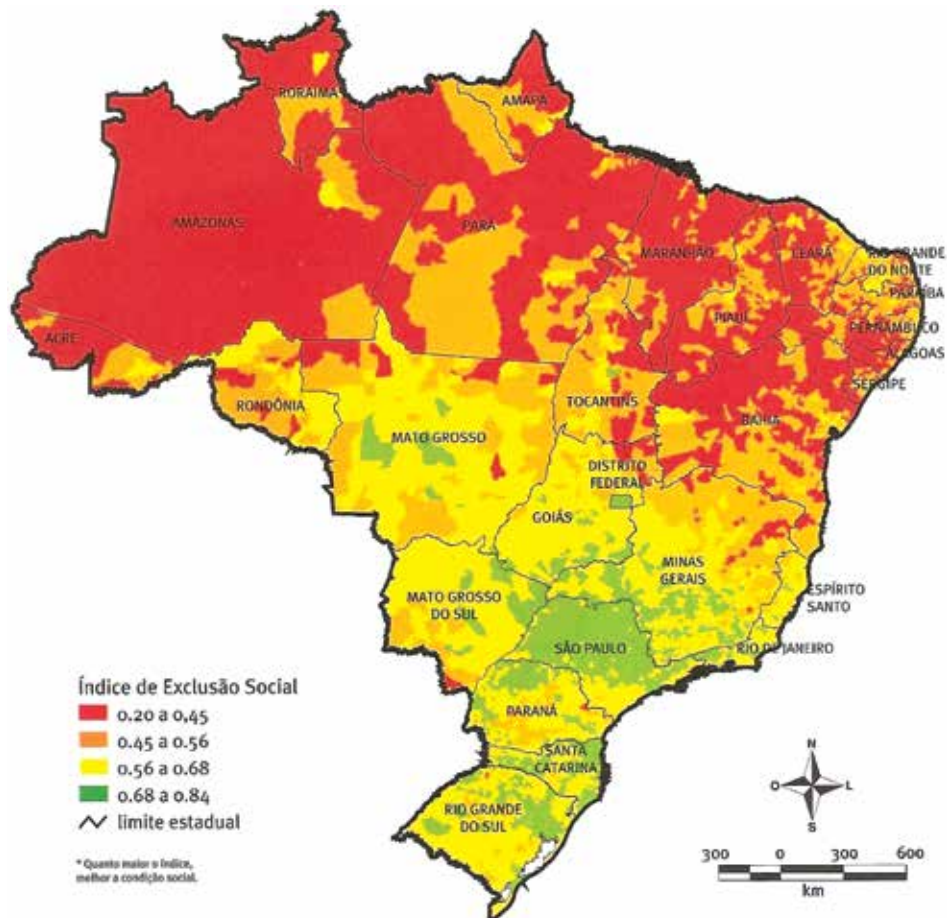 RORAIMA
AMAPÁ
AMAZONAS
PARÁ
MARANHÃO
CEARÁ
RIO GRANDE
DO NORTE
PARAÍBA
PIAUÍ
PERNAMBUCO
ACRE
ALAGOAS
SERGIPE
RONDÔNIA
TOCANTINS
BAHIA
MATO GROSSO
DISTRITO
FEDERAL
GOIÁS
MINAS
GERAIS
MATO GROSSO
DO SUL
ESPÍRITO
SANTO
SÃO PAULO
RIO DE JANEIRO
PARANÁ
SANTA
CATARINA
RIO GRANDE
DO SUL
Índice de Exclusão Social
0.20 a 0,45
0.45 a 0.56
0.56 a 0.68
0.68 a 0.84
limite estadual
* Quanto maior o índice,
melhor a condição social.
N
O L
S
300 0 300 600
km